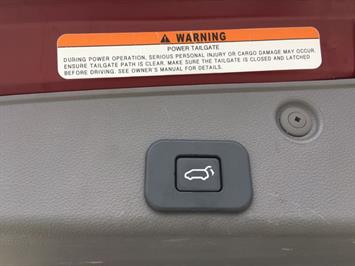 WARNING
POWER TAILGATE
DURING POWER OPERATION, SERIOUS PERSONAL INJURY OR CARGO DAMAGE MAY OCCUR.
ENSURE TAILGATE PATH IS CLEAR. MAKE SURE THE TAILGATE IS CLOSED AND LATCHED
BEFORE DRIVING. SEE OWNER'S MANUAL FOR DETAILS.